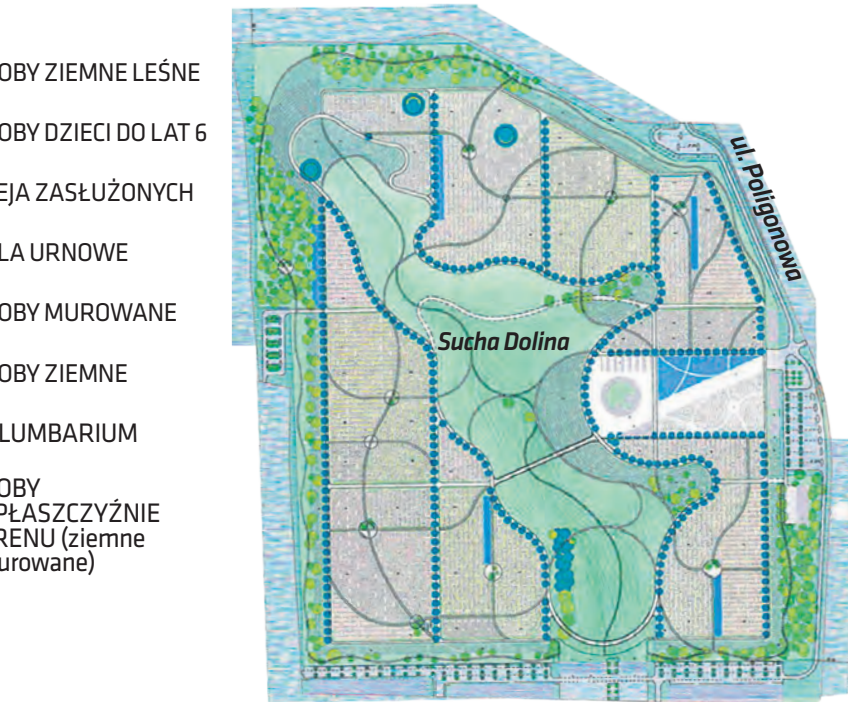 OBY ZIEMNE LEŚNE
OBY DZIECI DO LAT 6
EJA ZASŁUŻONYCH
LA URNOWE
OBY MUROWANE
OBY ZIEMNE
LUMBARIUM
OBY
PŁASZCZYŹNIE
RENU (ziemne
urowane)
ul. Poligonowa
Sucha Dolina